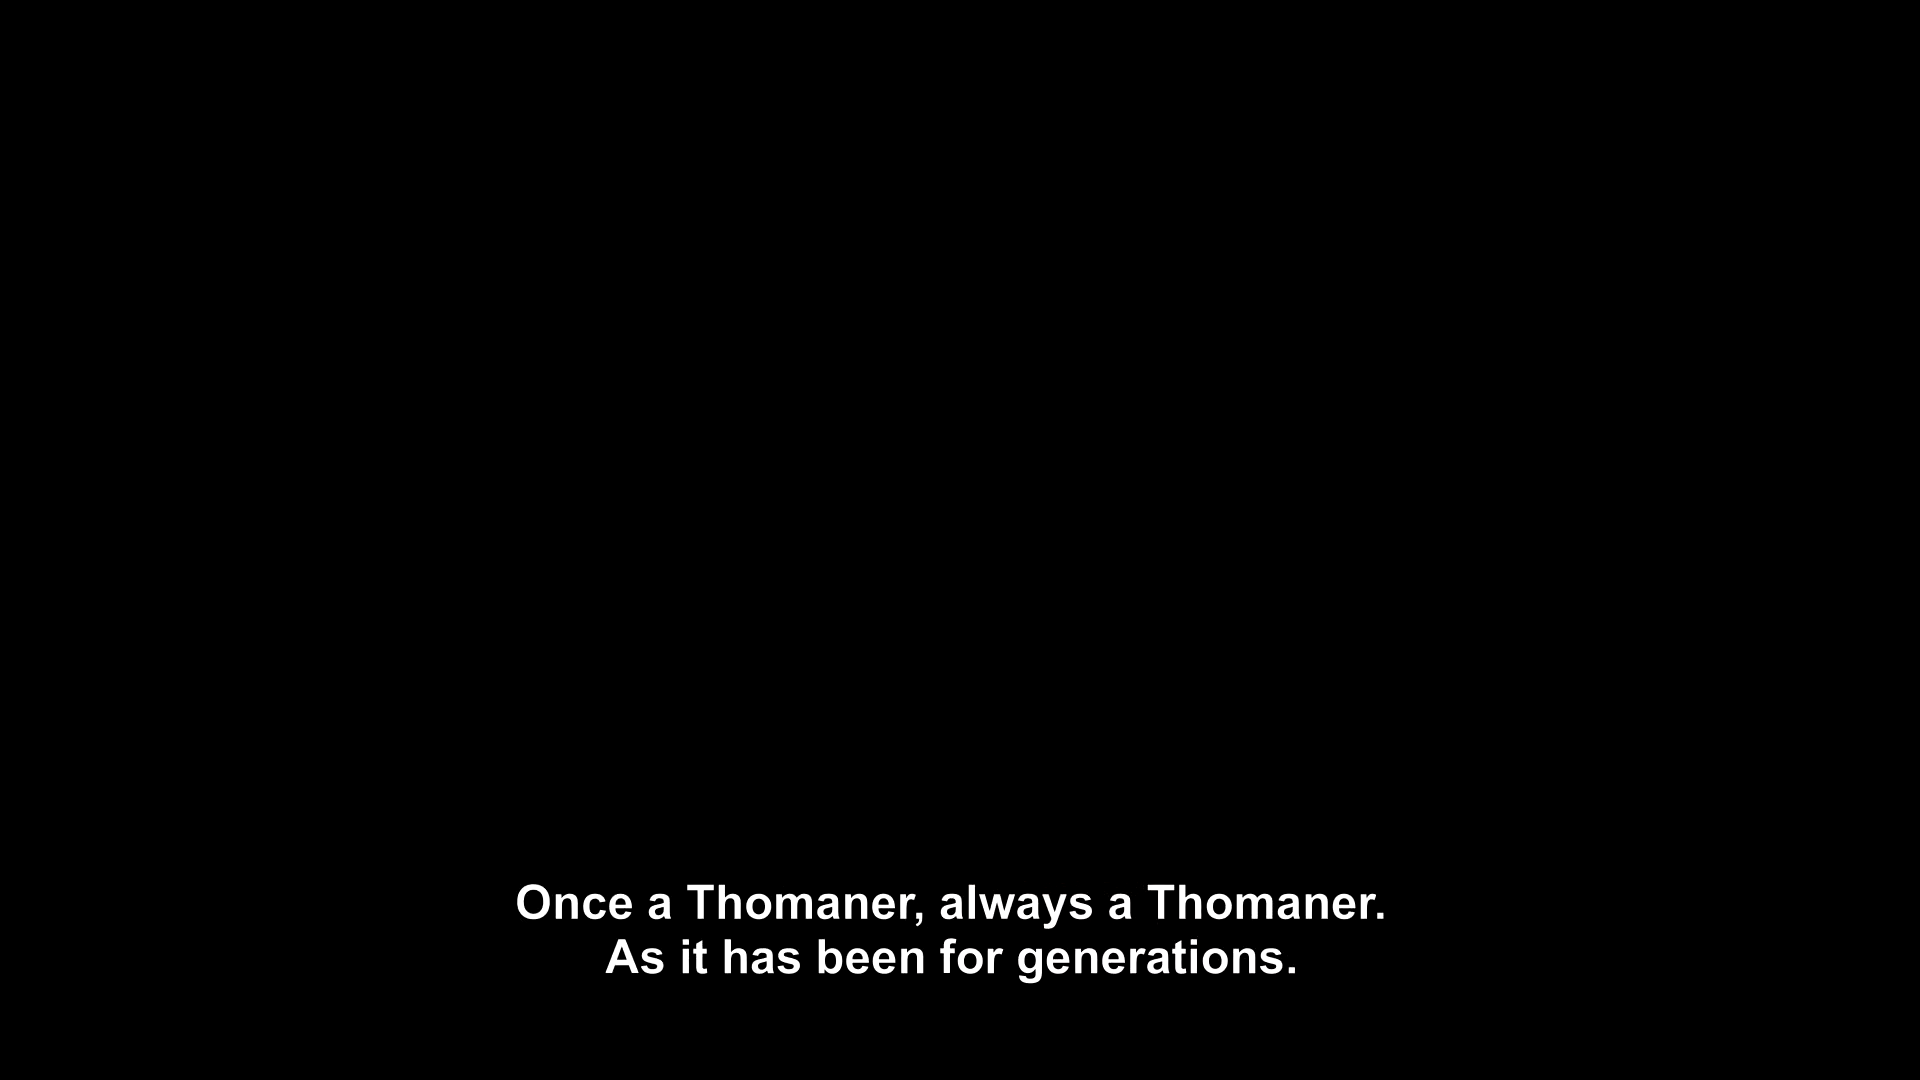 Once a Thomaner, always a Thomaner.
As it has been for generations.